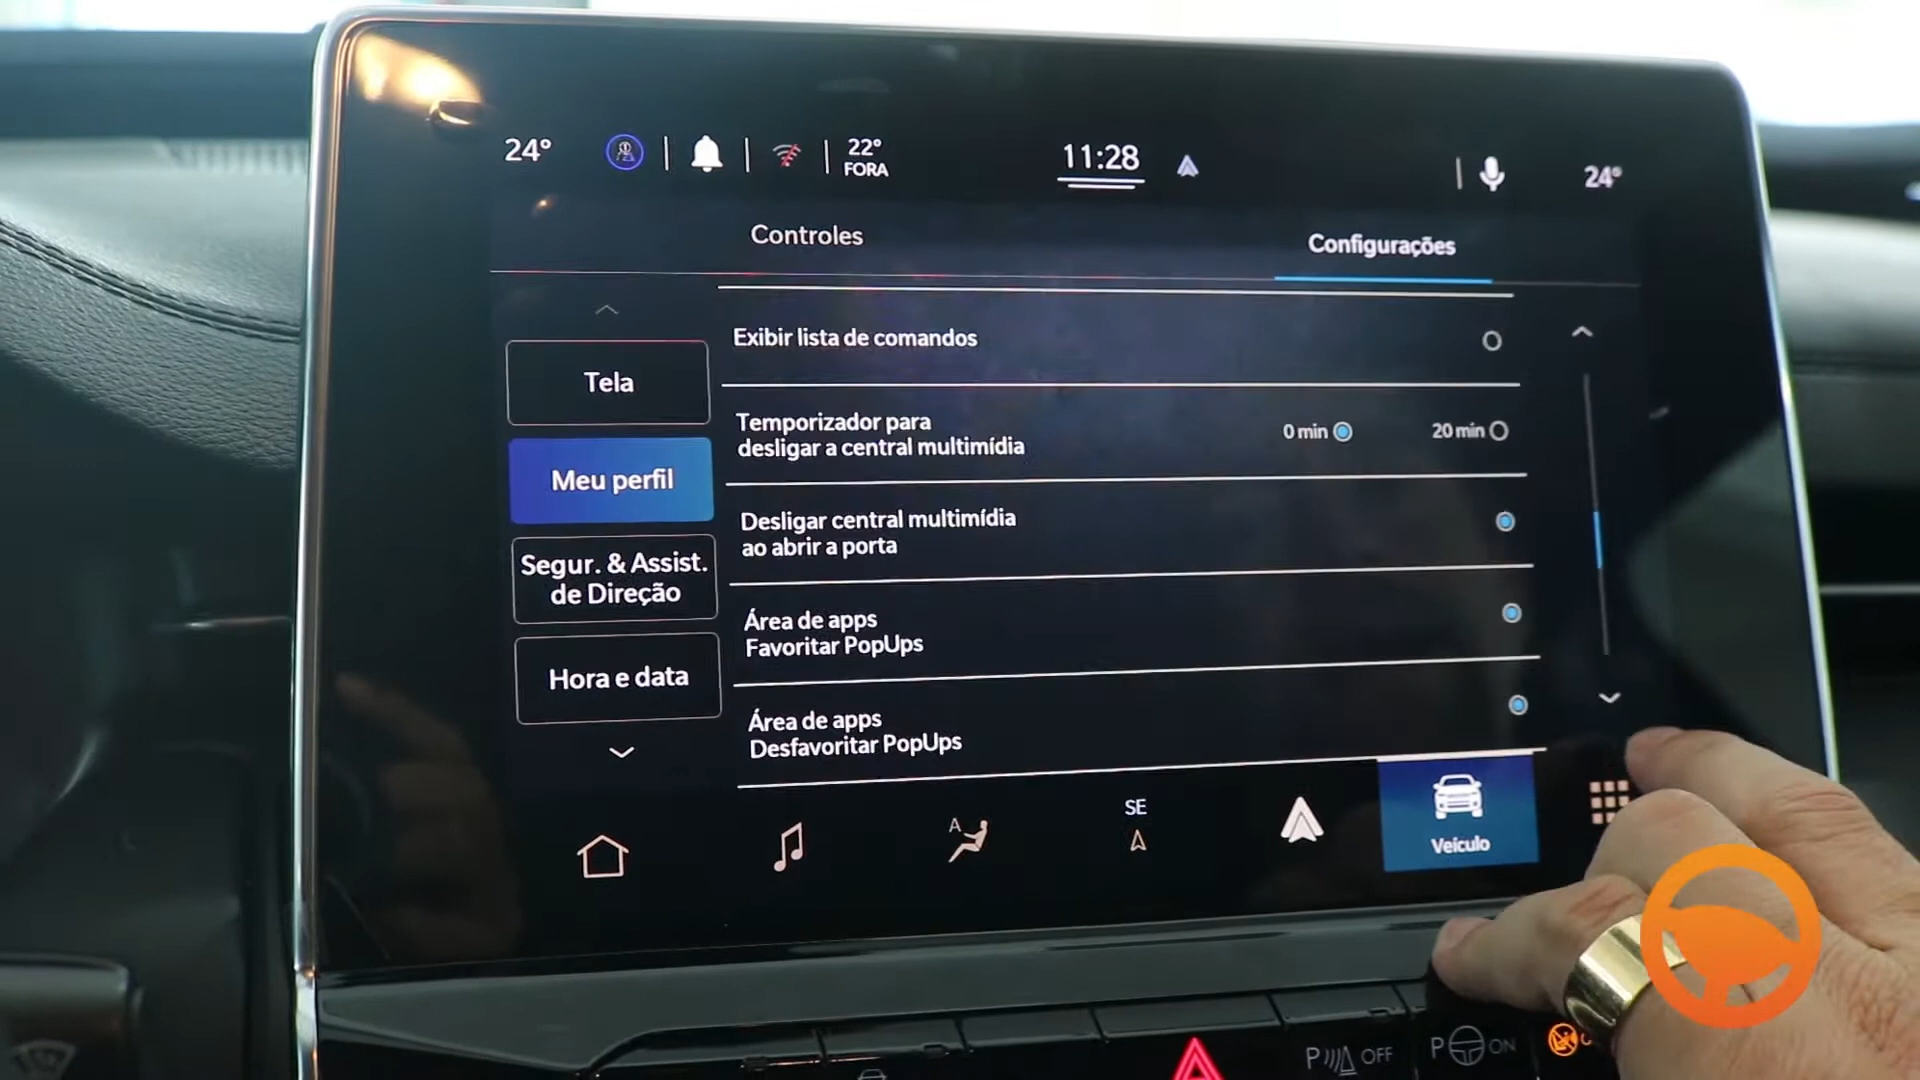 24°
22°
FORA
11:28
24°
Controles
Configurações
Tela
Meu perfil
Segur. & Assist.
de Direção
Hora e data
Exibir lista de comandos
Temporizador para
desligar a central multimídia
0 min
20 min
Desligar central multimídia
ao abrir a porta
Área de apps
Favoritar PopUps
Área de apps
Desfavoritar PopUps
A
SE
Veículo
P OFF
P ON